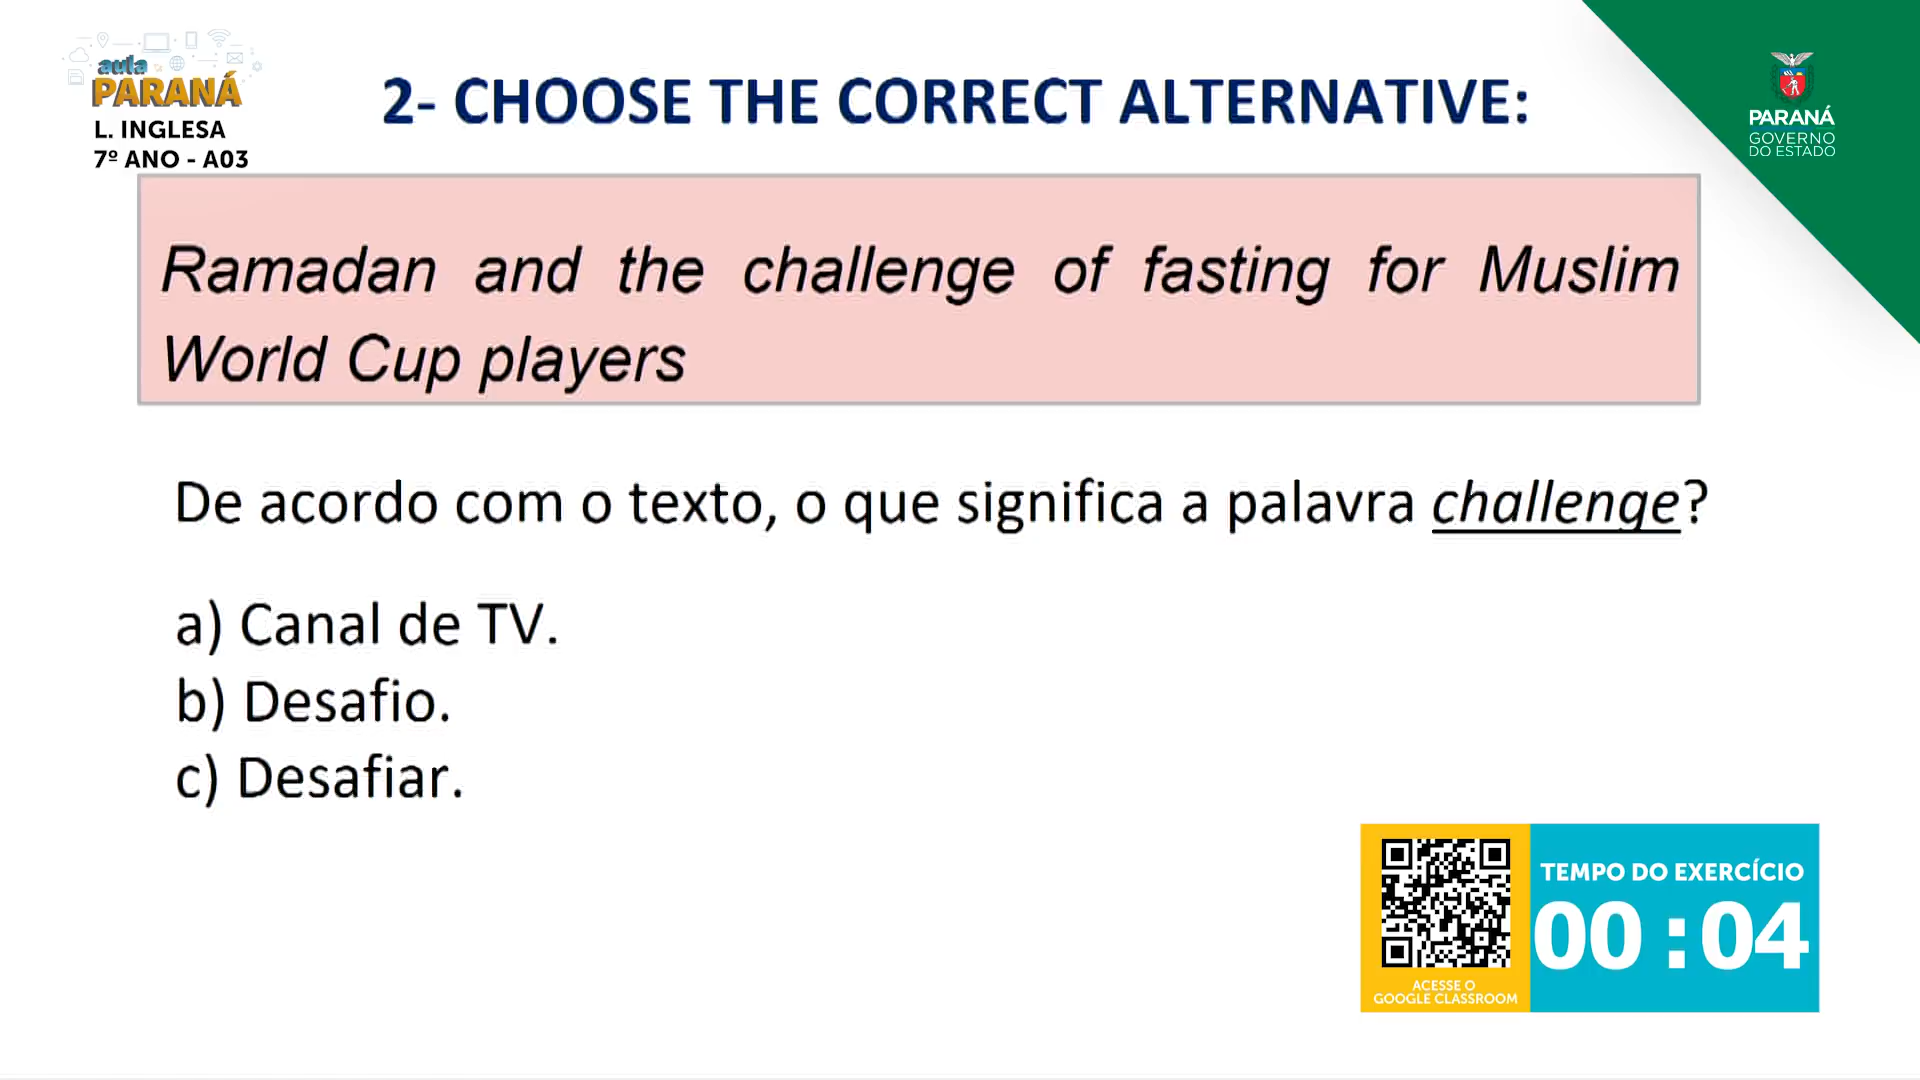 aula
PARANÁ
L. INGLESA
7º ANO - A03
2- CHOOSE THE CORRECT ALTERNATIVE:
PARANÁ
GOVERNO
DO ESTADO
Ramadan and the challenge of fasting for Muslim
World Cup players
De acordo com o texto, o que significa a palavra challenge?
a) Canal de TV.
b) Desafio.
c) Desafiar.
ACESSE O
GOOGLE CLASSROOM
TEMPO DO EXERCÍCIO
00 : 04